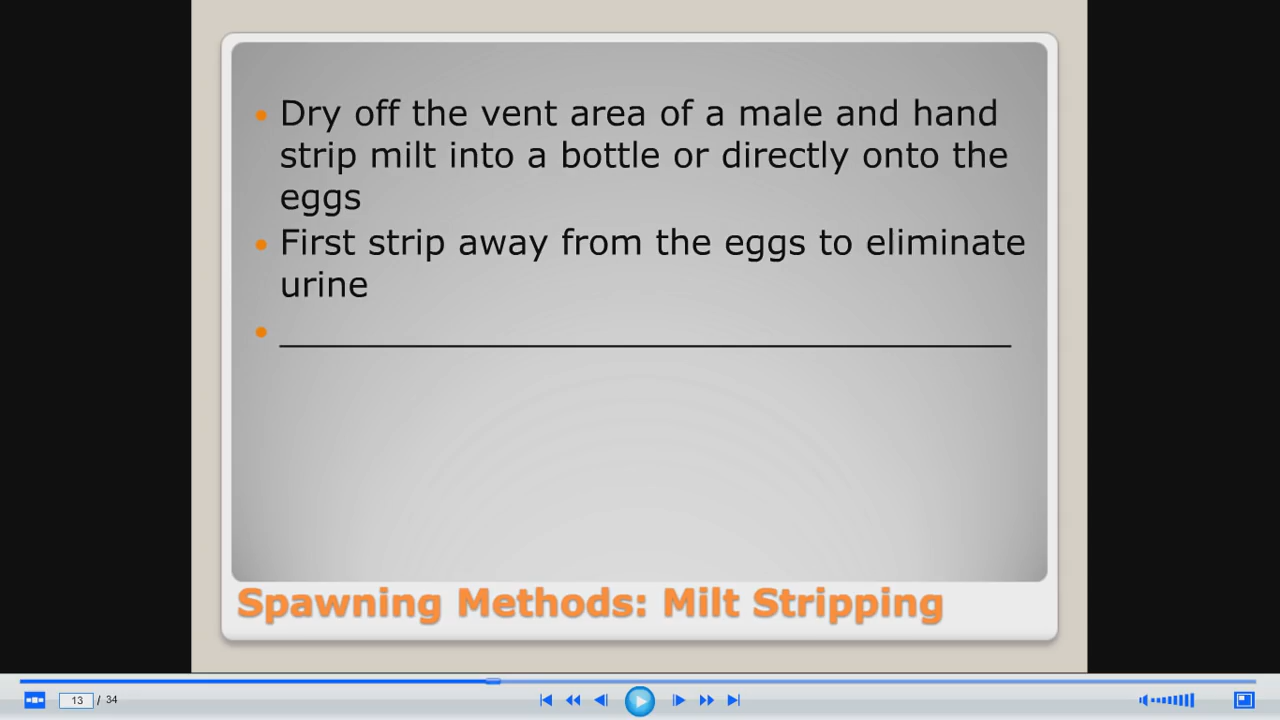 Dry off the vent area of a male and hand
strip milt into a bottle or directly onto the
eggs
First strip away from the eggs to eliminate
urine
Spawning Methods: Milt Stripping
13 / 34